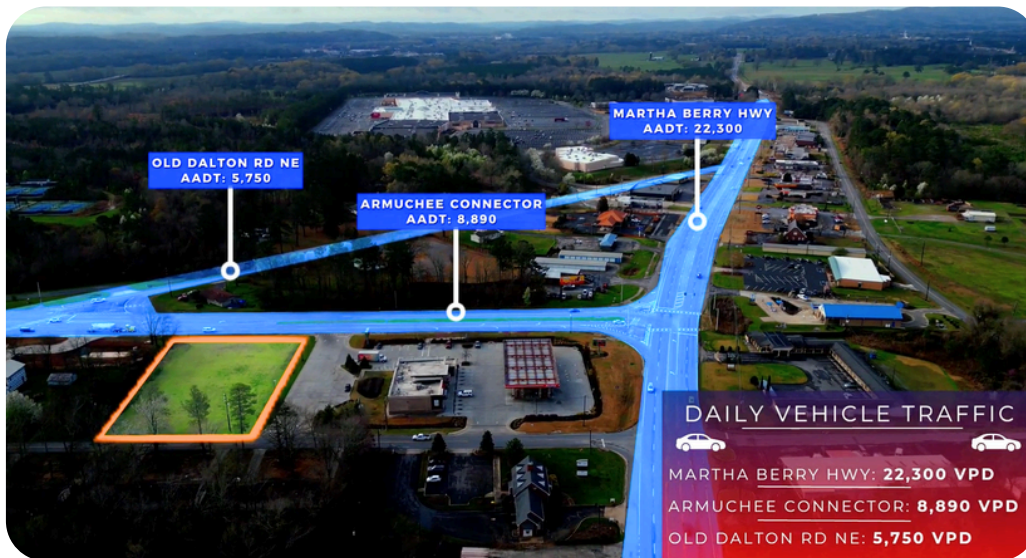 MARTHA BERRY HWY
AADT: 22,300
OLD DALTON RD NE
AADT: 5,750
ARMUCHEE CONNECTOR
AADT: 8,890
DAILY VEHICLE TRAFFIC
MARTHA BERRY HWY: 22,300 VPD
ARMUCHEE CONNECTOR: 8,890 VPD
OLD DALTON RD NE: 5,750 VPD